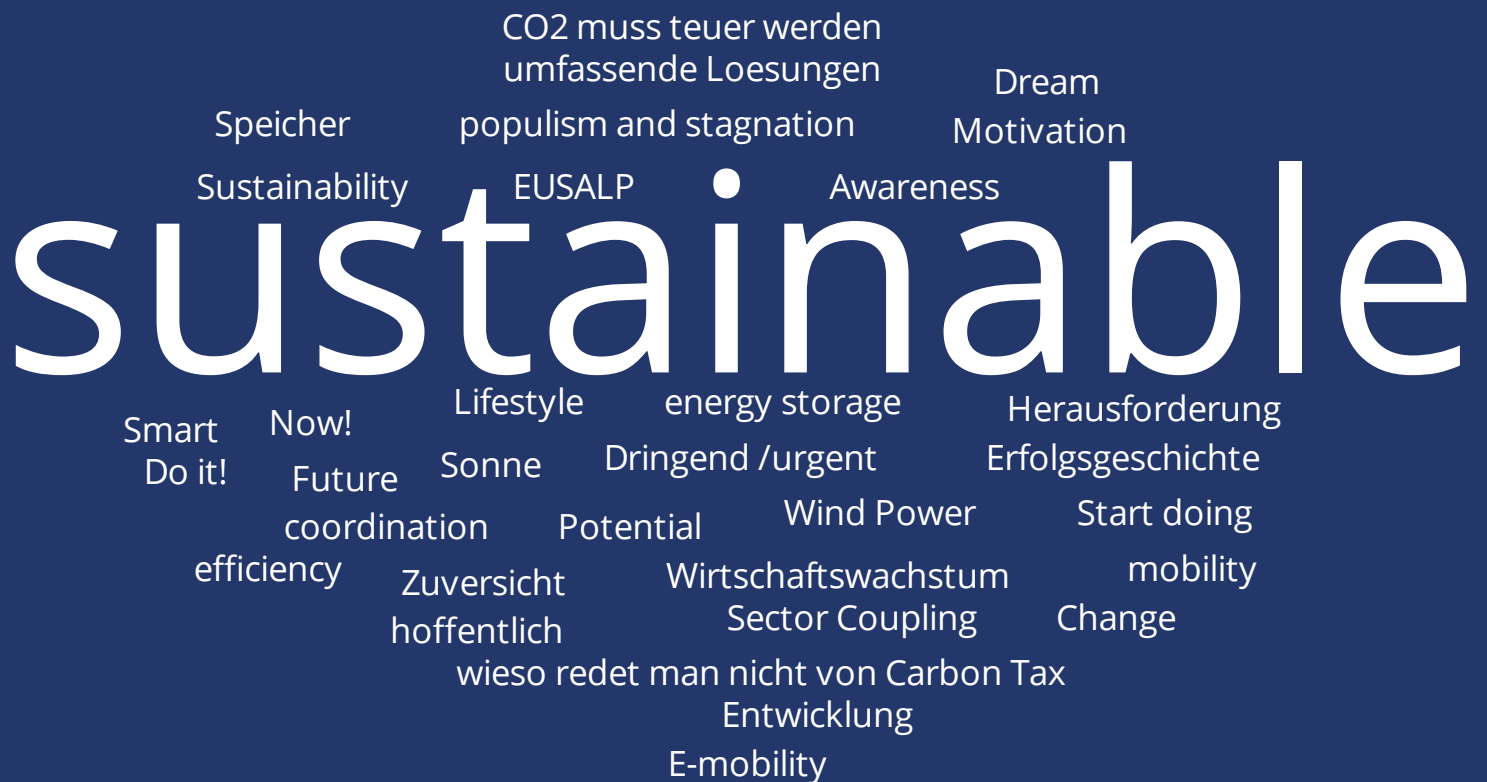 CO2 muss teuer werden
umfassende Loesungen
Dream
Speicher
populism and stagnation
Motivation
Sustainability
EUSALP
Awareness
sustainable
Lifestyle
energy storage
Herausforderung
Smart
Now!
Do it!
Future
Sonne
Dringend /urgent
Erfolgsgeschichte
coordination
Potential
Wind Power
Start doing
efficiency
Zuversicht
Wirtschaftswachstum
mobility
hoffentlich
Sector Coupling
Change
wieso redet man nicht von Carbon Tax
Entwicklung
E-mobility